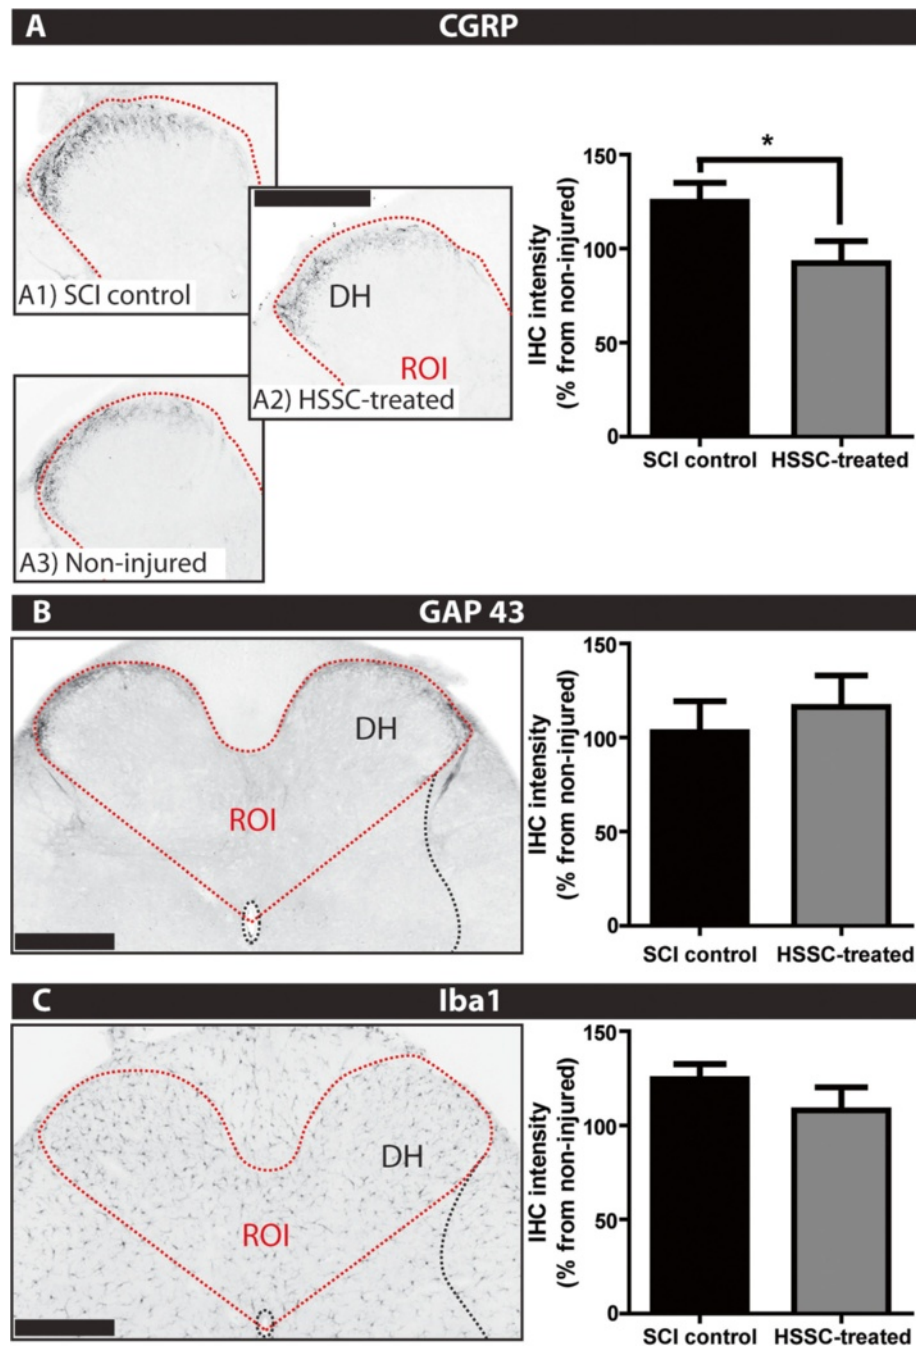 A CGRP
A1) SCI control
DH
ROI
A2) HSSC-treated
A3) Non-injured
*
150
100
50
0
IHC intensity
(% from non-injured)
SCI control HSSC-treated
B GAP 43
DH
ROI
150
100
50
0
IHC intensity
(% from non-injured)
SCI control HSSC-treated
C Iba1
DH
ROI
150
100
50
0
IHC intensity
(% from non-injured)
SCI control HSSC-treated